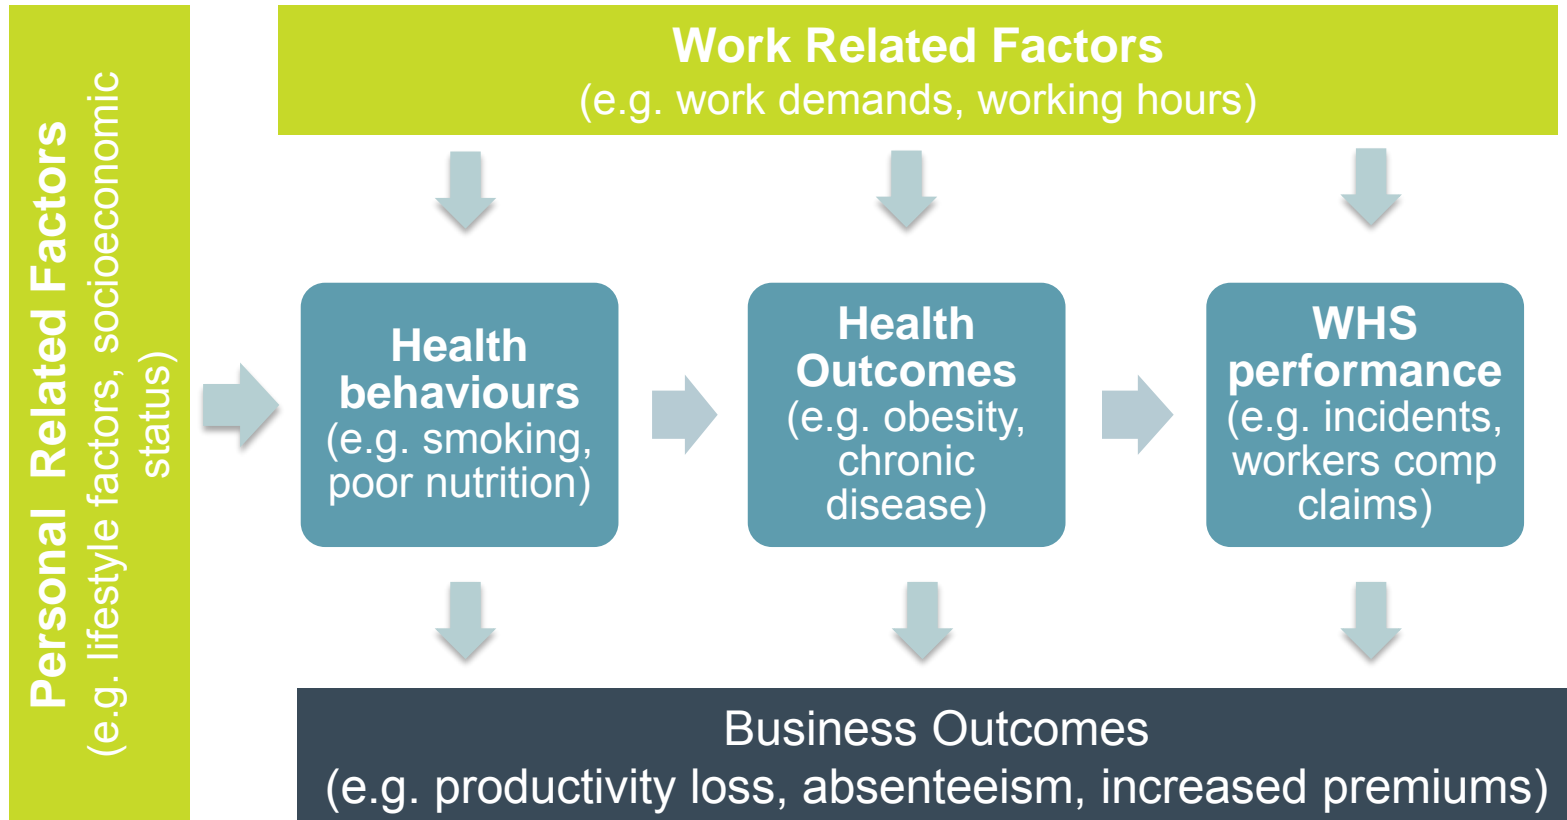 Personal Related Factors
(e.g. lifestyle factors, socioeconomic
status)
Work Related Factors
(e.g. work demands, working hours)
Health
behaviours
(e.g. smoking,
poor nutrition)
Health
Outcomes
(e.g. obesity,
chronic
disease)
WHS
performance
(e.g. incidents,
workers comp
claims)
Business Outcomes
(e.g. productivity loss, absenteeism, increased premiums)